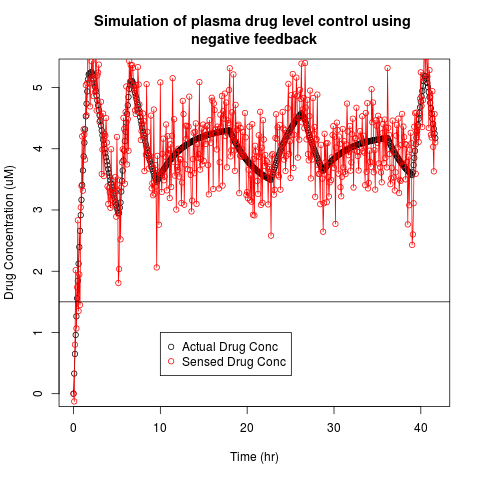 Simulation of plasma drug level control using
negative feedback
Drug Concentration (uM)
5
4
3
2
1
0
Actual Drug Conc
Sensed Drug Conc
0 10 20 30 40
Time (hr)